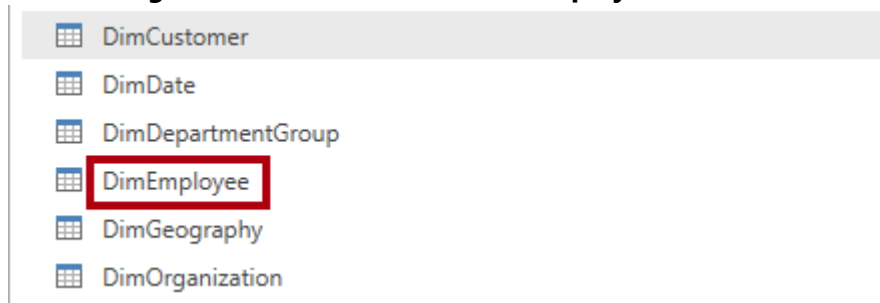 DimCustomer
DimDate
DimDepartmentGroup
DimEmployee
DimGeography
DimOrganization